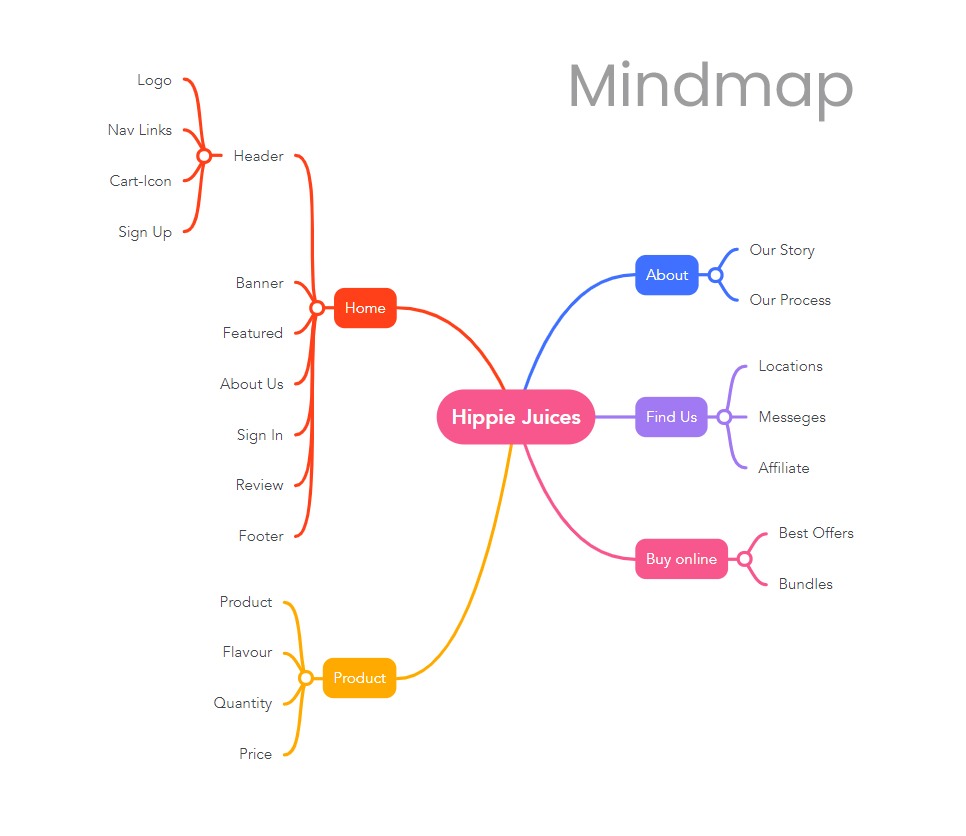 Mindmap
Hippie Juices
Home
Header
Logo
Nav Links
Cart-Icon
Sign Up
Banner
Featured
About Us
Sign In
Review
Footer
Product
Product
Flavour
Quantity
Price
About
Our Story
Our Process
Find Us
Locations
Messeges
Affiliate
Buy online
Best Offers
Bundles